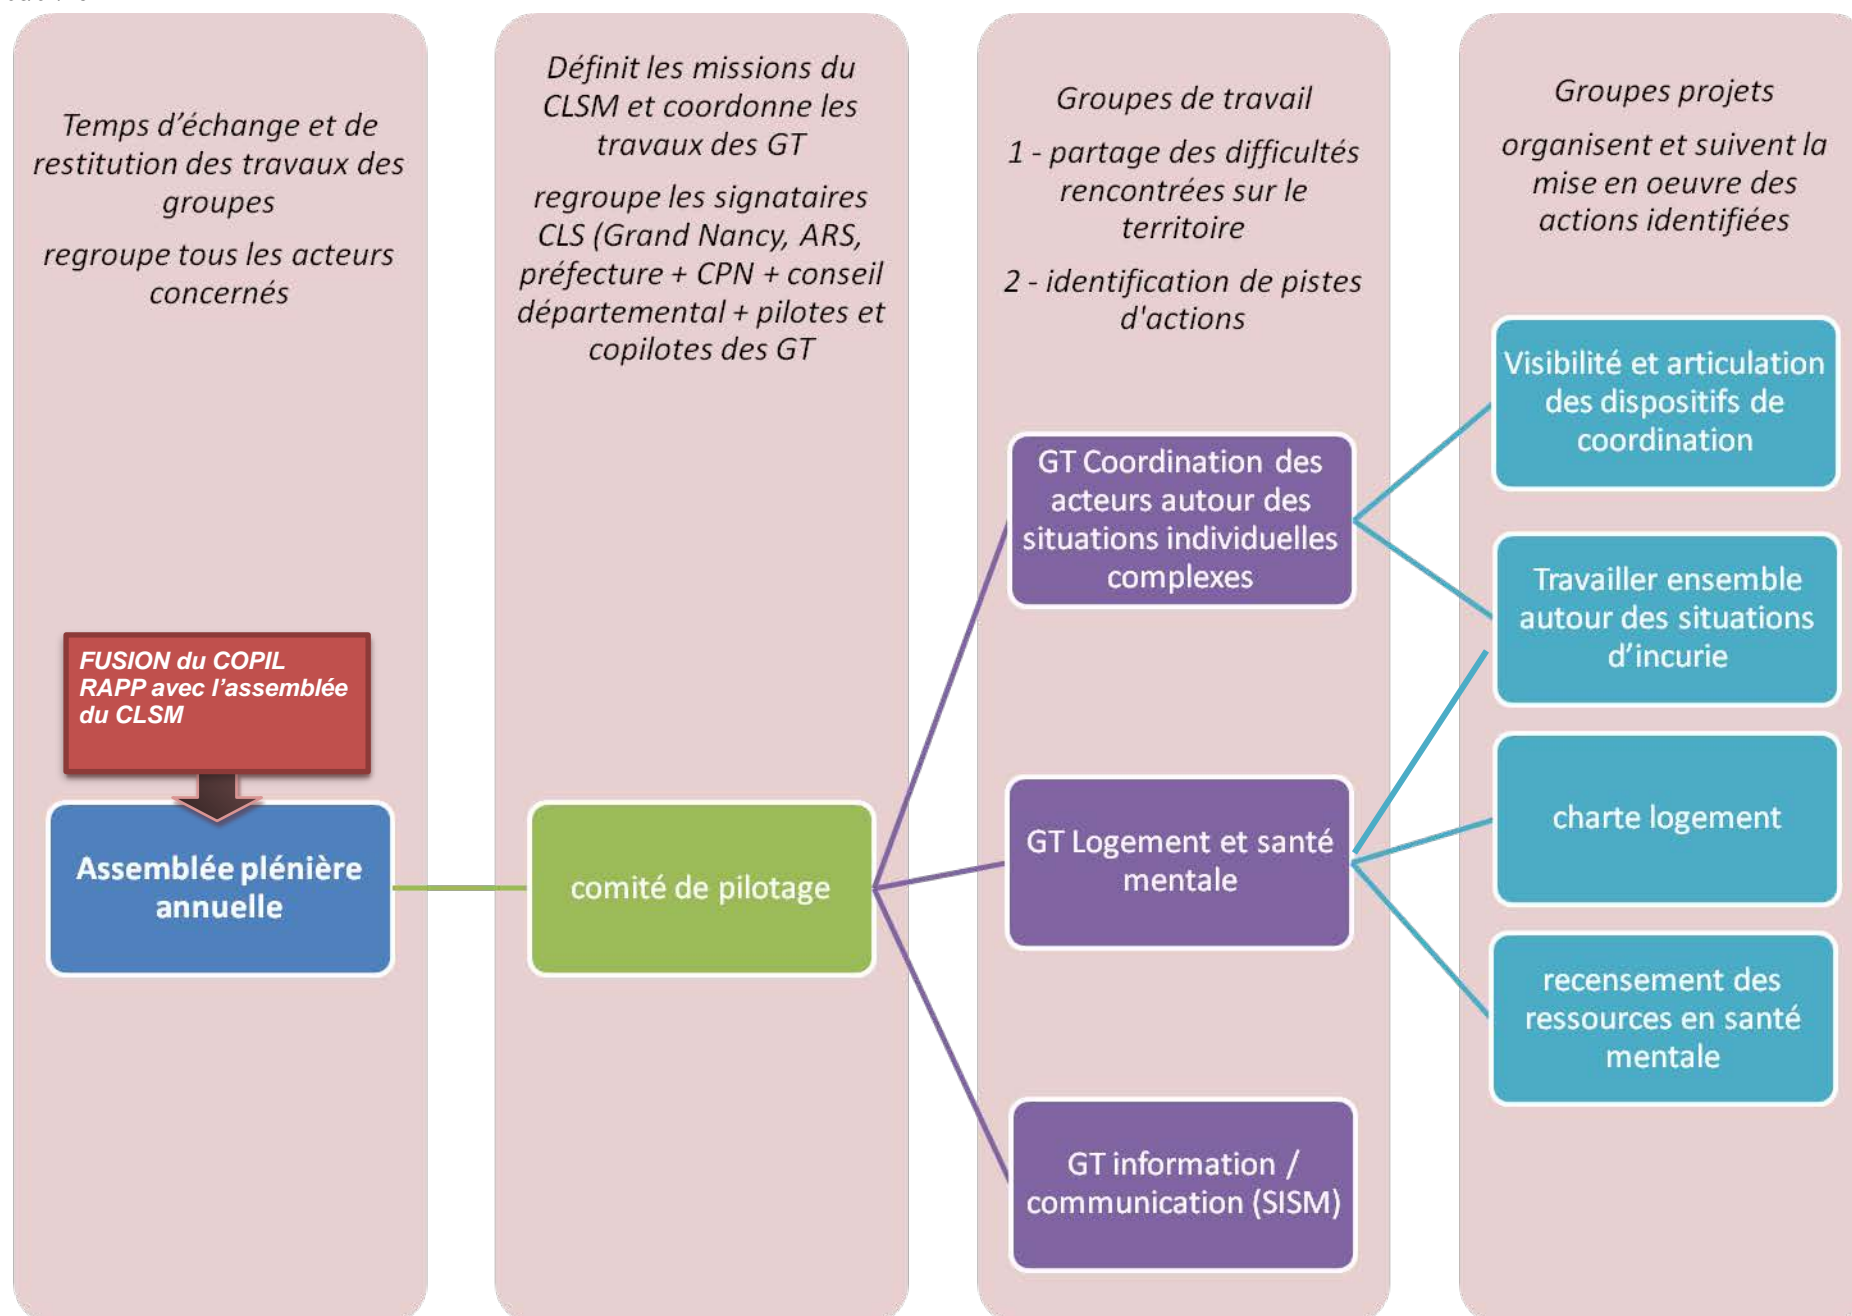 Temps d’échange et de
restitution des travaux des
groupes
regroupe tous les acteurs
concernés
FUSION du COPIL
RAPP avec l’assemblée
du CLSM
Assemblée plénière
annuelle
Définit les missions du
CLSM et coordonne les
travaux des GT
regroupe les signataires
CLS (Grand Nancy, ARS,
préfecture + CPN + conseil
départemental + pilotes et
copilotes des GT
comité de pilotage
Groupes de travail
1 - partage des difficultés
rencontrées sur le
territoire
2 - identification de pistes
d'actions
GT Coordination des
acteurs autour des
situations individuelles
complexes
GT Logement et santé
mentale
GT information /
communication (SISM)
Groupes projets
organisent et suivent la
mise en oeuvre des
actions identifiées
Visibilité et articulation
des dispositifs de
coordination
Travailler ensemble
autour des situations
d’incurie
charte logement
recensement des
ressources en santé
mentale